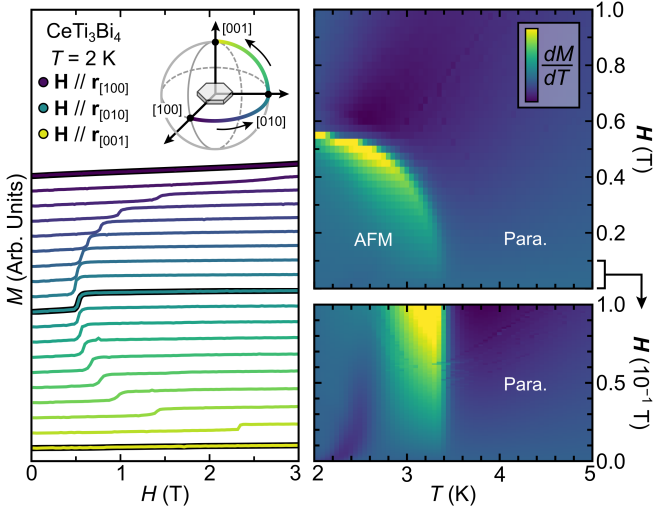 CeTi₃Bi₄
T = 2 K
H // r[100]
H // r[010]
H // r[001]
[001]
[100]
[010]
M (Arb. Units)
0 1 2 3
H (T)
dM
dT
1.0
0.8
0.6
0.4
0.2
H (T)
AFM
Para.
1.0
0.5
0.0
H (10⁻¹ T)
Para.
2 3 4 5
T (K)